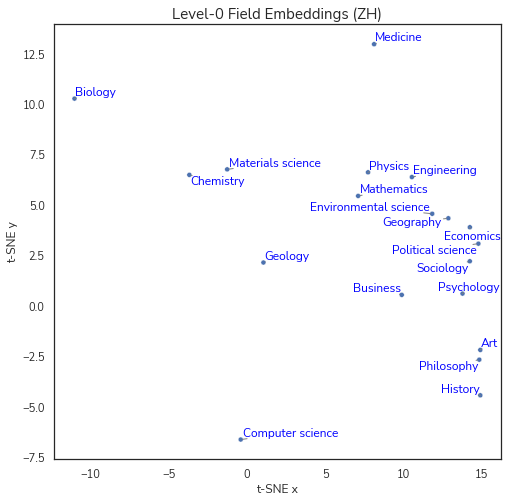 Level-0 Field Embeddings (ZH)
Medicine
12.5
Biology
10.0
7.5
Materials science
Physics
Engineering
Chemistry
Mathematics
5.0
Environmental science
Geography
Economics
t-SNE y
Political science
2.5
Geology
Sociology
Business
Psychology
0.0
Art
−2.5
Philosophy
History
−5.0
Computer science
−7.5
−10 −5 0 5 10 15
t-SNE x